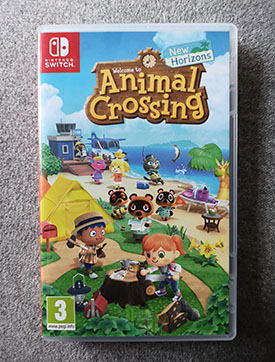 NINTENDO
SWITCH
New
Horizons
Welcome to
Animal
Crossing
3
www.pegi.info